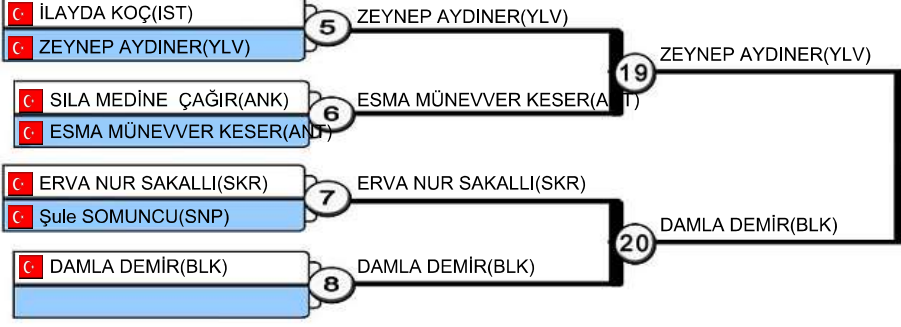 İLAYDA KOÇ(IST)
ZEYNEP AYDINER(YLV)
5
ZEYNEP AYDINER(YLV)
SILA MEDİNE ÇAĞIR(ANK)
ESMA MÜNEVVER KESER(ANT)
6
ESMA MÜNEVVER KESER(ANT)
19
ZEYNEP AYDINER(YLV)
ERVA NUR SAKALLI(SKR)
Şule SOMUNCU(SNP)
7
ERVA NUR SAKALLI(SKR)
DAMLA DEMİR(BLK)
8
DAMLA DEMİR(BLK)
20
DAMLA DEMİR(BLK)